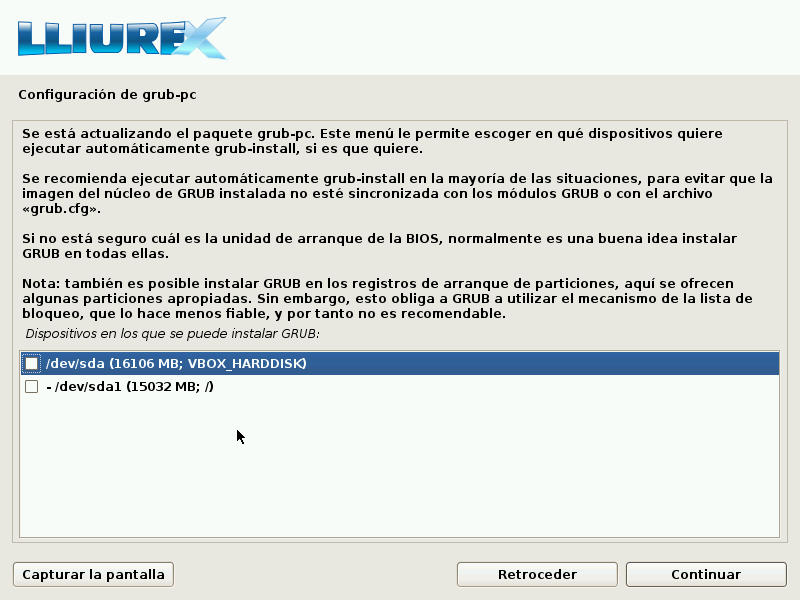 LLIUREX
Configuración de grub-pc
Se está actualizando el paquete grub-pc. Este menú le permite escoger en qué dispositivos quiere
ejecutar automáticamente grub-install, si es que quiere.
Se recomienda ejecutar automáticamente grub-install en la mayoría de las situaciones, para evitar que la
imagen del núcleo de GRUB instalada no esté sincronizada con los módulos GRUB o con el archivo
«grub.cfg».
Si no está seguro cuál es la unidad de arranque de la BIOS, normalmente es una buena idea instalar
GRUB en todas ellas.
Nota: también es posible instalar GRUB en los registros de arranque de particiones, aquí se ofrecen
algunas particiones apropiadas. Sin embargo, esto obliga a GRUB a utilizar el mecanismo de la lista de
bloqueo, que lo hace menos fiable, y por tanto no es recomendable.
Dispositivos en los que se puede instalar GRUB:
/dev/sda (16106 MB; VBOX_HARDDISK)
- /dev/sda1 (15032 MB; /)
Capturar la pantalla
Retroceder
Continuar